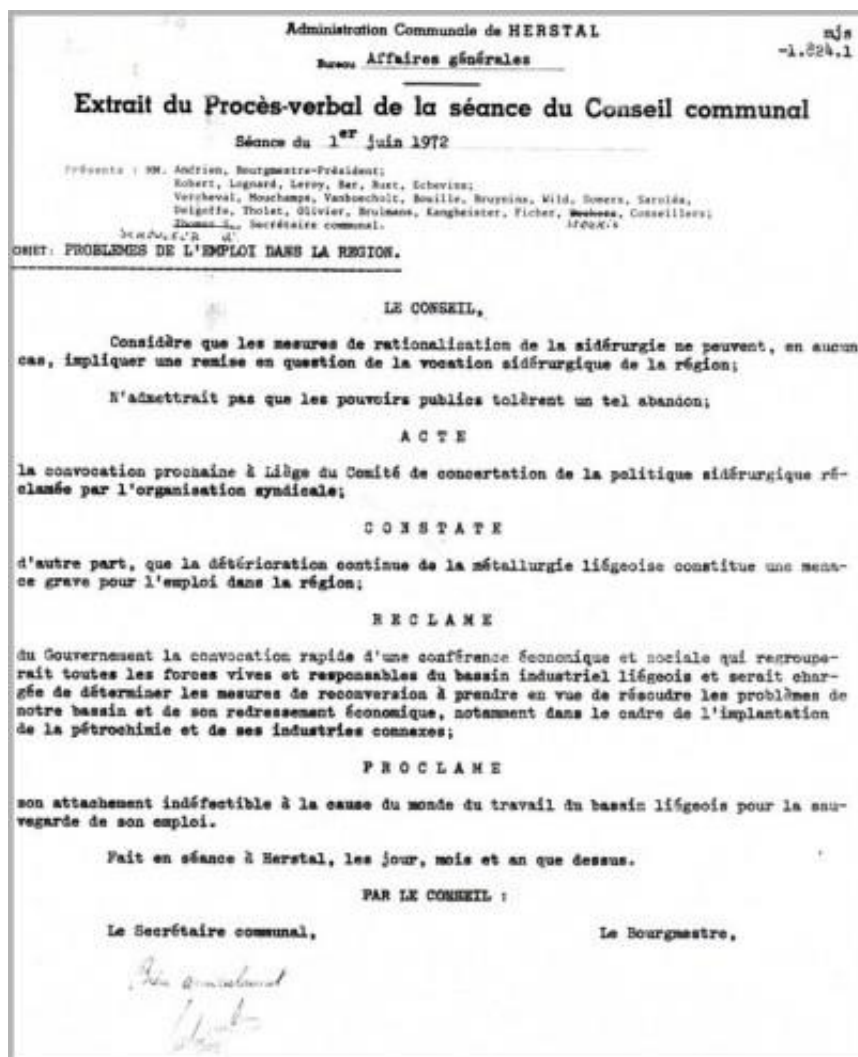 Administration Communale de HERSTAL
mjs
-1.824.1
Bureau Affaires générales
Extrait du Procès-verbal de la séance du Conseil communal
Séance du 1er juin 1972
Présents : MM. Andrien, Bourgmestre-Président;
Robert, Lognard, Leroy, Bar, Ruet, Echevins;
Vercheval, Mouchamps, Vanboecholt, Bouille, Bruynins, Wild, Somers, Saroléa,
Delgoffe, Tholet, Olivier, Brulmans, Kangheister, Ficher, Conseillers;
Thomas S., Secrétaire communal.
OBJET: PROBLEMES DE L'EMPLOI DANS LA REGION.
LE CONSEIL,
Considère que les mesures de rationalisation de la sidérurgie ne peuvent, en aucun
cas, impliquer une remise en question de la vocation sidérurgique de la région;
N'admettrait pas que les pouvoirs publics tolèrent un tel abandon;
A C T E
la convocation prochaine à Liège du Comité de concertation de la politique sidérurgique ré-
clamée par l'organisation syndicale;
C O N S T A T E
d'autre part, que la détérioration continue de la métallurgie liégeoise constitue une mena-
ce grave pour l'emploi dans la région;
R E C L A M E
du Gouvernement la convocation rapide d'une conférence économique et sociale qui regroupe-
rait toutes les forces vives et responsables du bassin industriel liégeois et serait char-
gée de déterminer les mesures de reconversion à prendre en vue de résoudre les problèmes de
notre bassin et de son redressement économique, notamment dans le cadre de l'implantation
de la pétrochimie et de ses industries connexes;
P R O C L A M E
son attachement indéfectible à la cause du monde du travail du bassin liégeois pour la sau-
vegarde de son emploi.
Fait en séance à Herstal, les jour, mois et an que dessus.
PAR LE CONSEIL :
Le Secrétaire communal,
Le Bourgmestre,